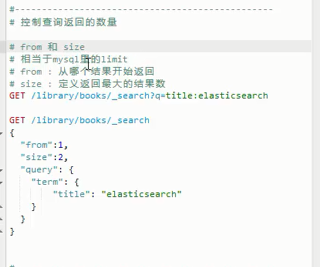 #-----------------------------------------------
# 控制查询返回的数量
# from 和 size
# 相当于mysql里的limit
# from : 从哪个结果开始返回
# size : 定义返回最大的结果数
GET /library/books/_search?q=title:elasticsearch
GET /library/books/_search
{
"from":1,
"size":2,
"query": {
"term": {
"title": "elasticsearch"
}
}
}